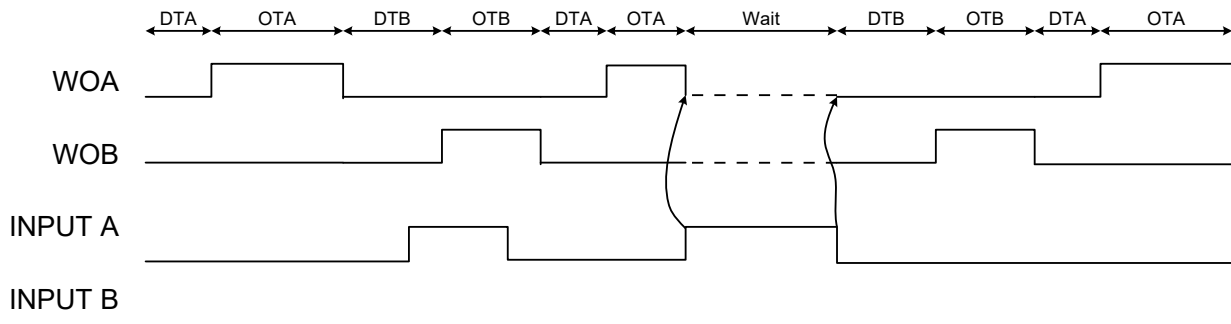 DTA OTA DTB OTB DTA OTA Wait DTB OTB DTA OTA
WOA
WOB
INPUT A
INPUT B